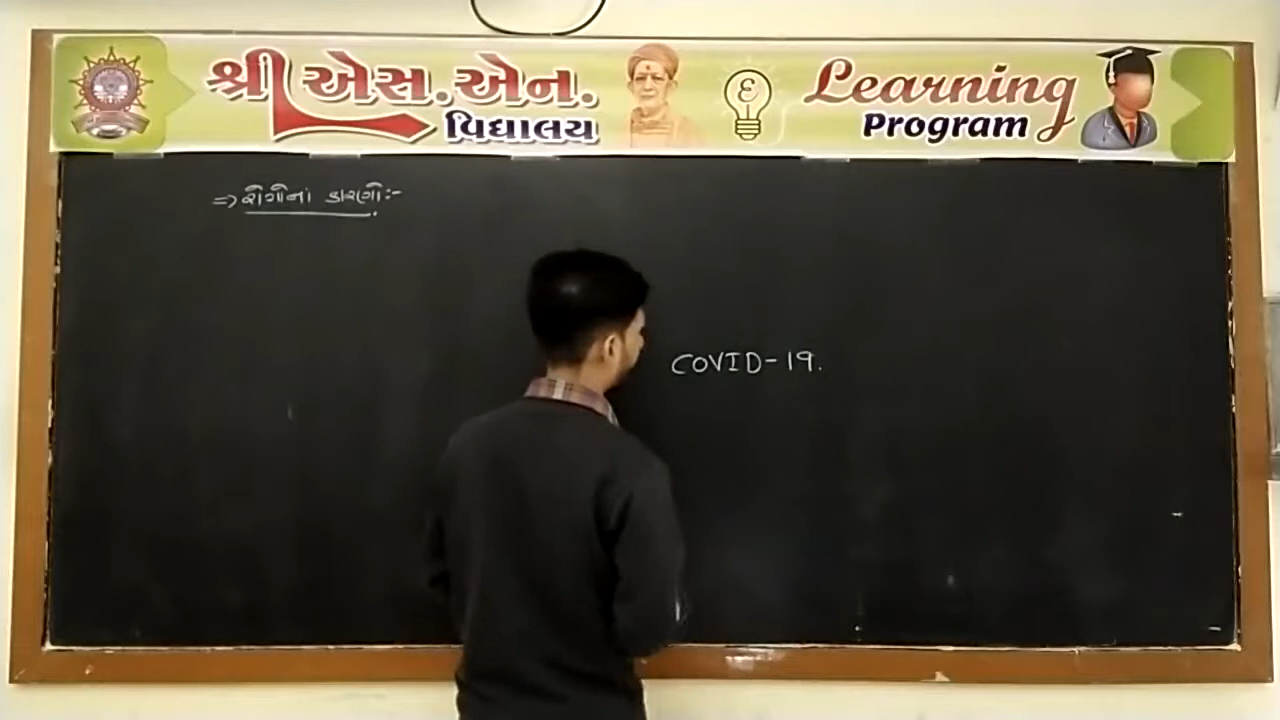 શ્રી એસ.એન.
વિદ્યાલય
Learning
Program
=> રોગોનાં કારણો:-
COVID-19.